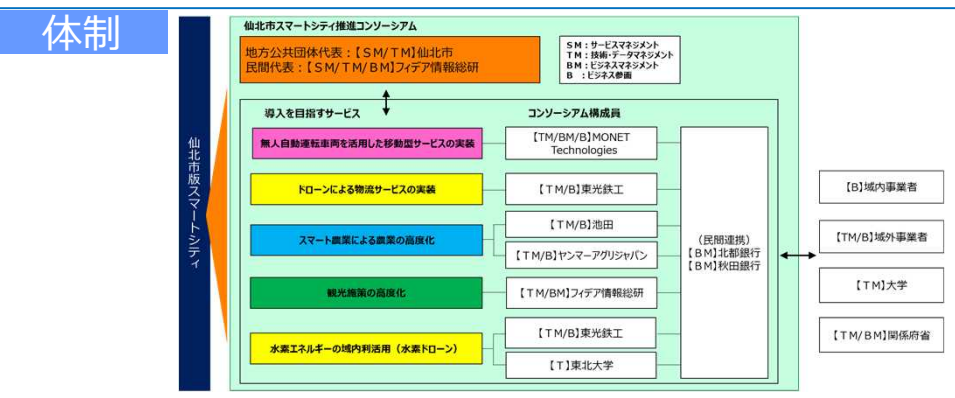 体制
仙北市スマートシティ推進コンソーシアム
地方公共団体代表：【SM/TM】仙北市
民間代表：【SM/TM/BM】フィデア情報総研
SM：サービスマネジメント
TM：技術・データマネジメント
BM：ビジネスマネジメント
B ：ビジネス参画
仙北市版スマートシティ
導入を目指すサービス
コンソーシアム構成員
無人自動運転車両を活用した移動型サービスの実装
【TM/BM/B】MONET
Technologies
ドローンによる物流サービスの実装
【TM/B】東光鉄工
スマート農業による農業の高度化
【TM/B】池田
【TM/B】ヤンマーアグリジャパン
観光施策の高度化
【TM/BM】フィデア情報総研
水素エネルギーの域内利活用（水素ドローン）
【TM/B】東光鉄工
【T】東北大学
（民間連携）
【BM】北都銀行
【BM】秋田銀行
【B】域内事業者
【TM/B】域外事業者
【TM】大学
【TM/BM】関係府省